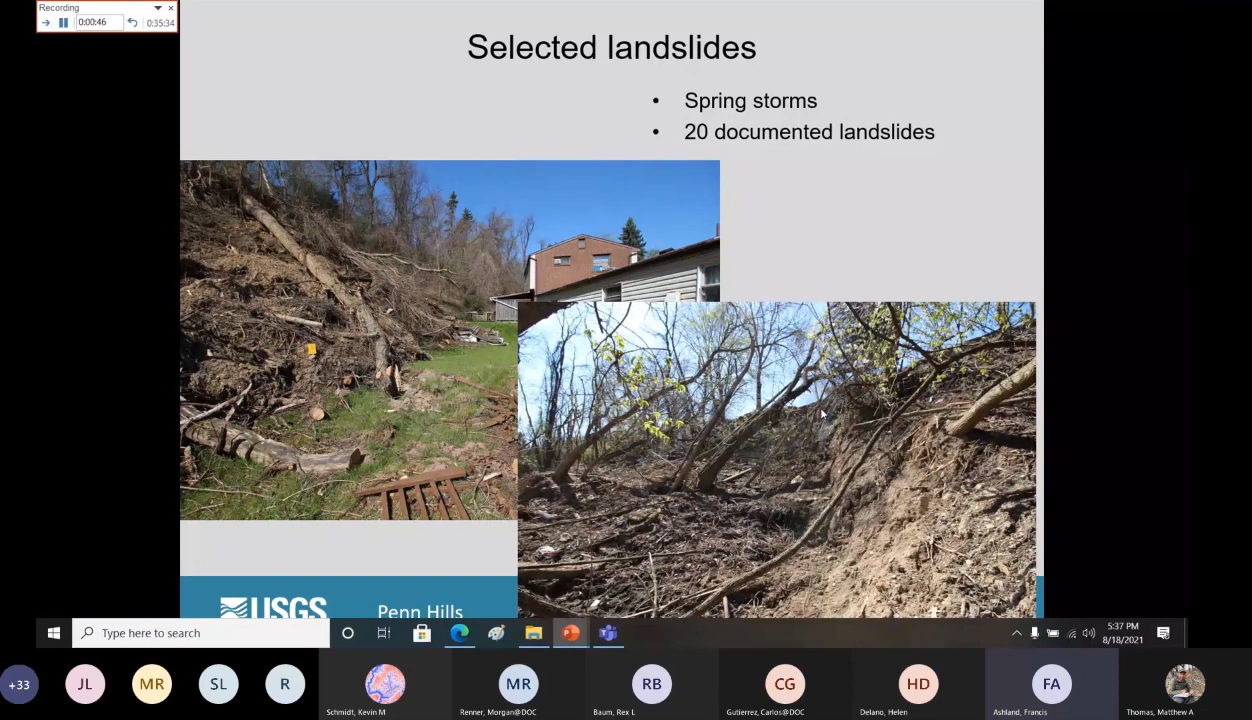 Recording
0:00:46
0:35:34
Selected landslides
• Spring storms
• 20 documented landslides
USGS
Penn Hills
Type here to search
5:37 PM
8/18/2021
+33
JL
MR
SL
R
Schmidt, Kevin M
MR
Renner, Morgan@DOC
RB
Baum, Rex L
CG
Gutierrez, Carlos@DOC
HD
Delano, Helen
FA
Ashland, Francis
Thomas, Matthew A